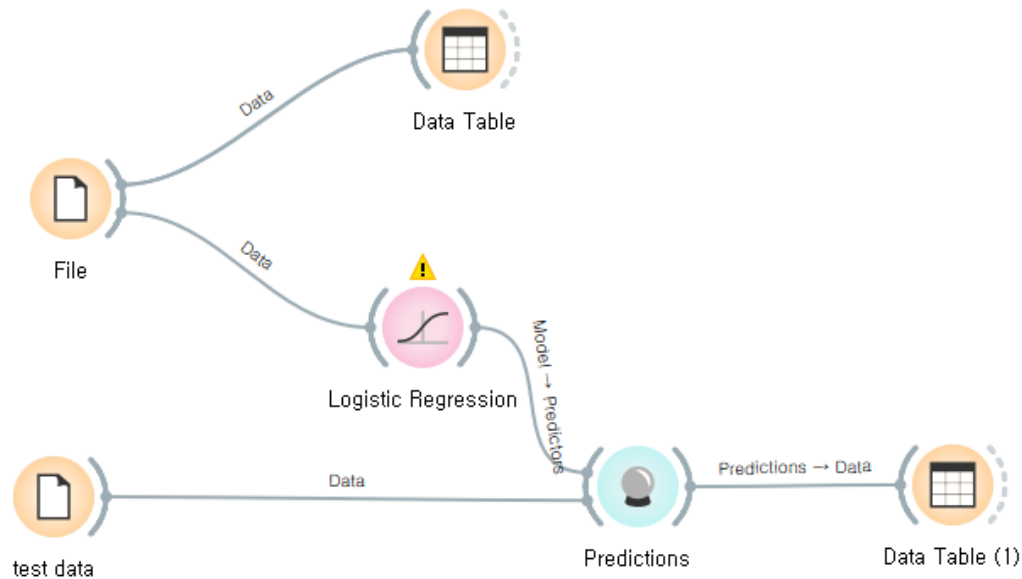 Data
Data Table
File
Data
Logistic Regression
Model → Predictors
Data
Predictions → Data
Predictions
Data Table (1)
test data